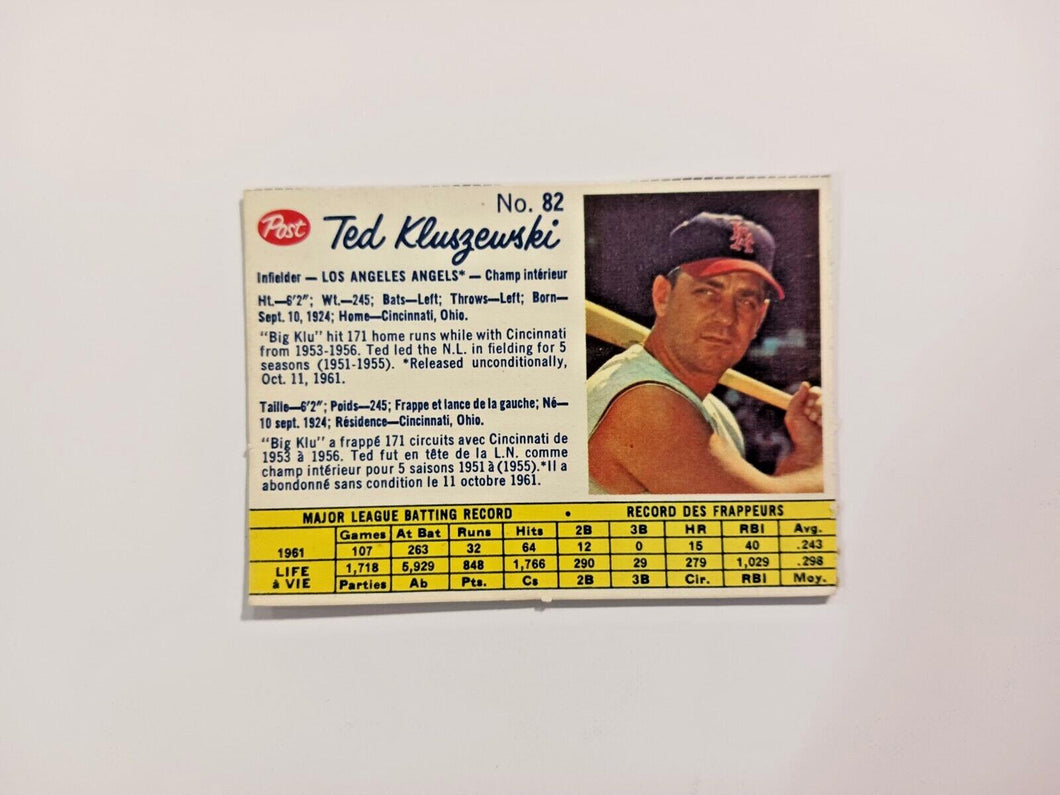 No. 82
Post
Ted Kluszewski
Infielder — LOS ANGELES ANGELS* — Champ intérieur
Ht.—6'2"; Wt.—245; Bats—Left; Throws—Left; Born—
Sept. 10, 1924; Home—Cincinnati, Ohio.
"Big Klu" hit 171 home runs while with Cincinnati
from 1953-1956. Ted led the N.L. in fielding for 5
seasons (1951-1955). *Released unconditionally,
Oct. 11, 1961.
Taille—6'2"; Poids—245; Frappe et lance de la gauche; Né—
10 sept. 1924; Résidence—Cincinnati, Ohio.
"Big Klu" a frappé 171 circuits avec Cincinnati de
1953 à 1956. Ted fut en tête de la L.N. comme
champ intérieur pour 5 saisons 1951 à (1955).*Il a
abandonné sans condition le 11 octobre 1961.
LA
MAJOR LEAGUE BATTING RECORD • RECORD DES FRAPPEURS
Games At Bat Runs Hits 2B 3B HR RBI Avg.
1961 107 263 32 64 12 0 15 40 .243
LIFE à VIE 1,718 5,929 848 1,766 290 29 279 1,029 .298
Parties Ab Pts. Cs 2B 3B Cir. RBI Moy.